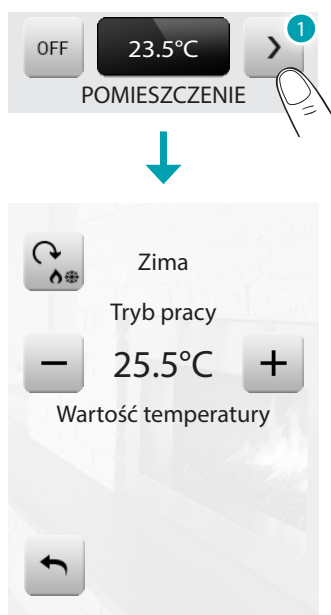 OFF
23.5°C
1
POMIESZCZENIE
Zima
Tryb pracy
25.5°C
Wartość temperatury